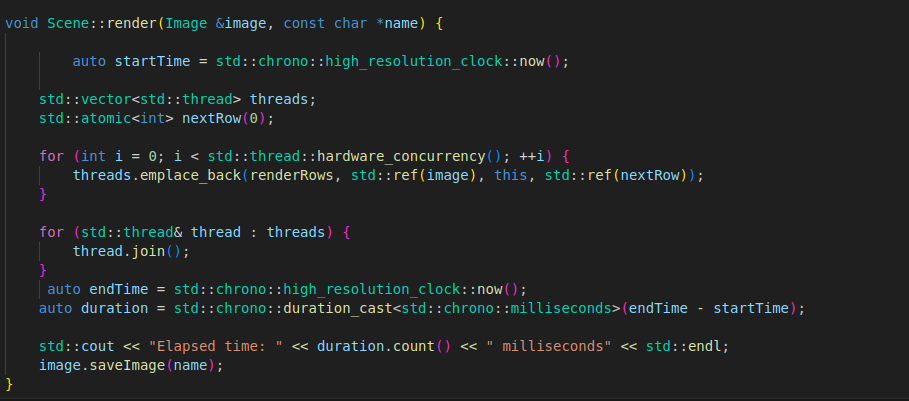 void Scene::render(Image &image, const char *name) {
auto startTime = std::chrono::high_resolution_clock::now();
std::vector<std::thread> threads;
std::atomic<int> nextRow(0);
for (int i = 0; i < std::thread::hardware_concurrency(); ++i) {
threads.emplace_back(renderRows, std::ref(image), this, std::ref(nextRow));
}
for (std::thread& thread : threads) {
thread.join();
}
auto endTime = std::chrono::high_resolution_clock::now();
auto duration = std::chrono::duration_cast<std::chrono::milliseconds>(endTime - startTime);
std::cout << "Elapsed time: " << duration.count() << " milliseconds" << std::endl;
image.saveImage(name);
}